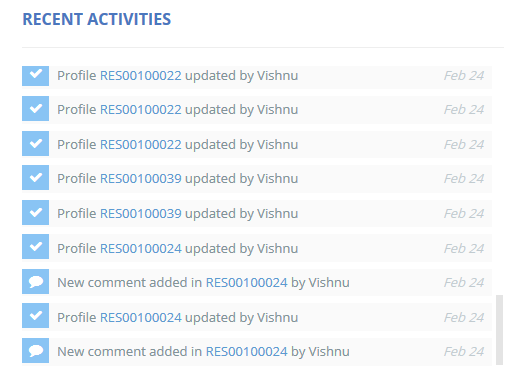 RECENT ACTIVITIES
Profile RES00100022 updated by Vishnu Feb 24
Profile RES00100022 updated by Vishnu Feb 24
Profile RES00100022 updated by Vishnu Feb 24
Profile RES00100039 updated by Vishnu Feb 24
Profile RES00100039 updated by Vishnu Feb 24
Profile RES00100024 updated by Vishnu Feb 24
New comment added in RES00100024 by Vishnu Feb 24
Profile RES00100024 updated by Vishnu Feb 24
New comment added in RES00100024 by Vishnu Feb 24